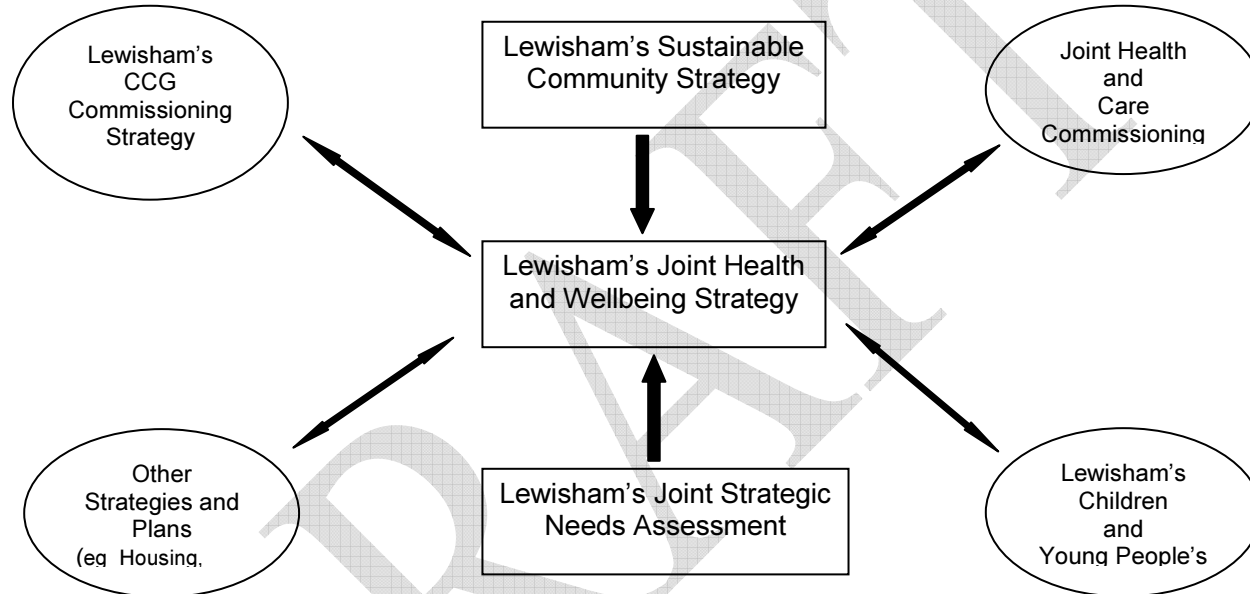 Lewisham’s
CCG
Commissioning
Strategy
Lewisham’s Sustainable
Community Strategy
Joint Health
and
Care
Commissioning
Lewisham’s Joint Health
and Wellbeing Strategy
Other
Strategies and
Plans
(eg Housing,
Lewisham’s Joint Strategic
Needs Assessment
Lewisham’s
Children
and
Young People’s
RAFT